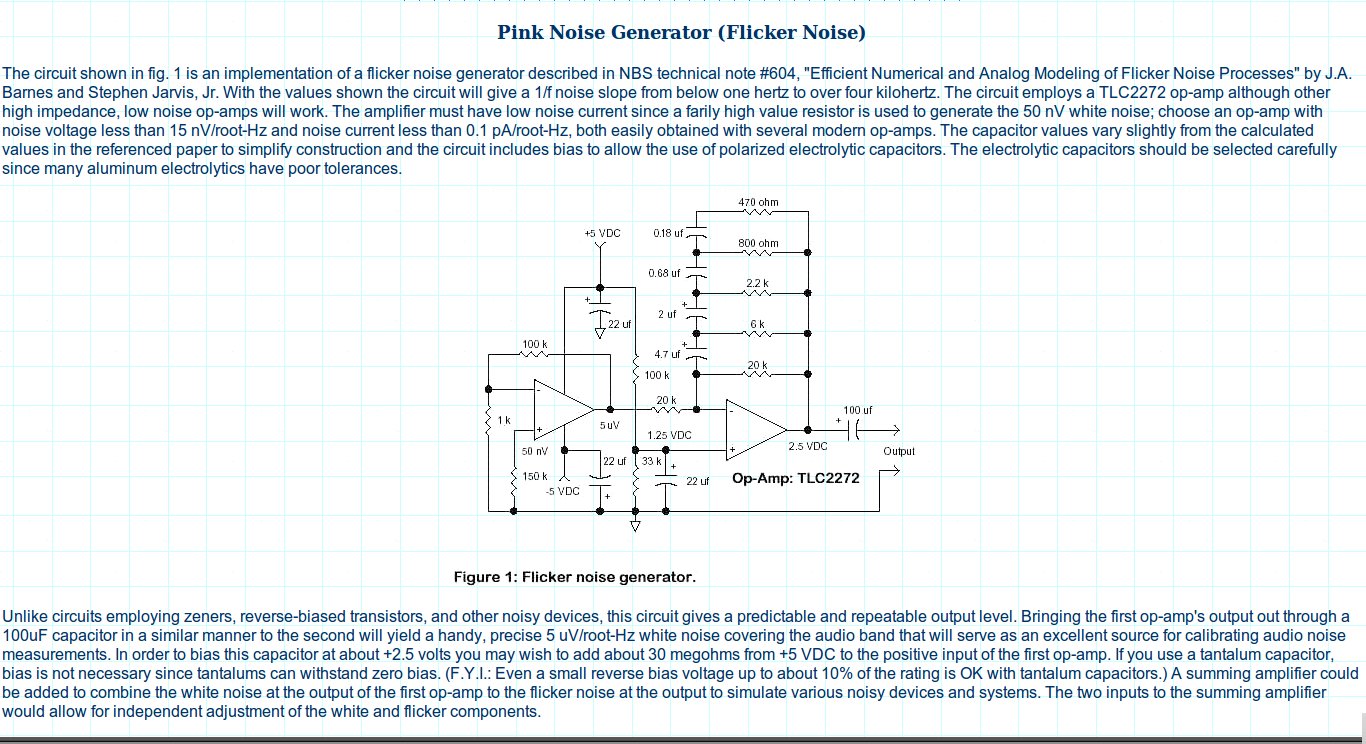 Pink Noise Generator (Flicker Noise)
The circuit shown in fig. 1 is an implementation of a flicker noise generator described in NBS technical note #604, "Efficient Numerical and Analog Modeling of Flicker Noise Processes" by J.A.
Barnes and Stephen Jarvis, Jr. With the values shown the circuit will give a 1/f noise slope from below one hertz to over four kilohertz. The circuit employs a TLC2272 op-amp although other
high impedance, low noise op-amps will work. The amplifier must have low noise current since a farily high value resistor is used to generate the 50 nV white noise; choose an op-amp with
noise voltage less than 15 nV/root-Hz and noise current less than 0.1 pA/root-Hz, both easily obtained with several modern op-amps. The capacitor values vary slightly from the calculated
values in the referenced paper to simplify construction and the circuit includes bias to allow the use of polarized electrolytic capacitors. The electrolytic capacitors should be selected carefully
since many aluminum electrolytics have poor tolerances.
470 ohm
+5 VDC
0.18 uf
800 ohm
0.68 uf
2.2 k
+
+
2 uf
22 uf
6 k
100 k
+
4.7 uf
20 k
100 k
-
20 k
-
100 uf
1 k
+
5 uV
+
1.25 VDC
2.5 VDC
+
50 nV
22 uf
33 k
+
Output
150 k
22 uf
Op-Amp: TLC2272
-5 VDC
+
Figure 1: Flicker noise generator.
Unlike circuits employing zeners, reverse-biased transistors, and other noisy devices, this circuit gives a predictable and repeatable output level. Bringing the first op-amp's output out through a
100uF capacitor in a similar manner to the second will yield a handy, precise 5 uV/root-Hz white noise covering the audio band that will serve as an excellent source for calibrating audio noise
measurements. In order to bias this capacitor at about +2.5 volts you may wish to add about 30 megohms from +5 VDC to the positive input of the first op-amp. If you use a tantalum capacitor,
bias is not necessary since tantalums can withstand zero bias. (F.Y.I.: Even a small reverse bias voltage up to about 10% of the rating is OK with tantalum capacitors.) A summing amplifier could
be added to combine the white noise at the output of the first op-amp to the flicker noise at the output to simulate various noisy devices and systems. The two inputs to the summing amplifier
would allow for independent adjustment of the white and flicker components.